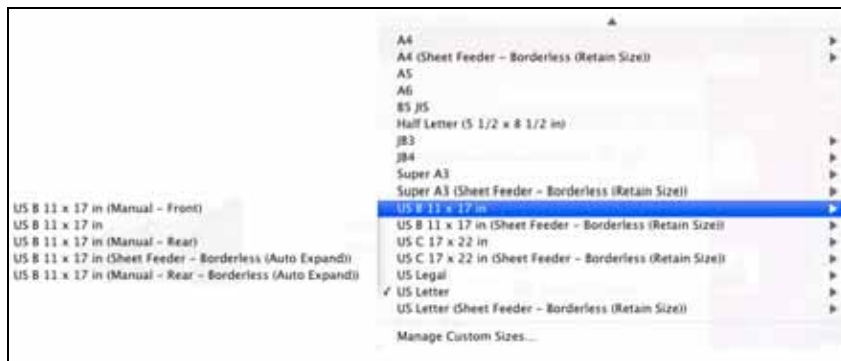 A4
A4 (Sheet Feeder - Borderless (Retain Size))
A5
A6
B5 JIS
Half Letter (5 1/2 x 8 1/2 in)
JB3
JB4
Super A3
Super A3 (Sheet Feeder - Borderless (Retain Size))
US B 11 x 17 in
US B 11 x 17 in (Sheet Feeder - Borderless (Retain Size))
US C 17 x 22 in
US C 17 x 22 in (Sheet Feeder - Borderless (Retain Size))
US Legal
✓ US Letter
US Letter (Sheet Feeder - Borderless (Retain Size))
Manage Custom Sizes...
US B 11 x 17 in (Manual - Front)
US B 11 x 17 in
US B 11 x 17 in (Manual - Rear)
US B 11 x 17 in (Sheet Feeder - Borderless (Auto Expand))
US B 11 x 17 in (Manual - Rear - Borderless (Auto Expand))